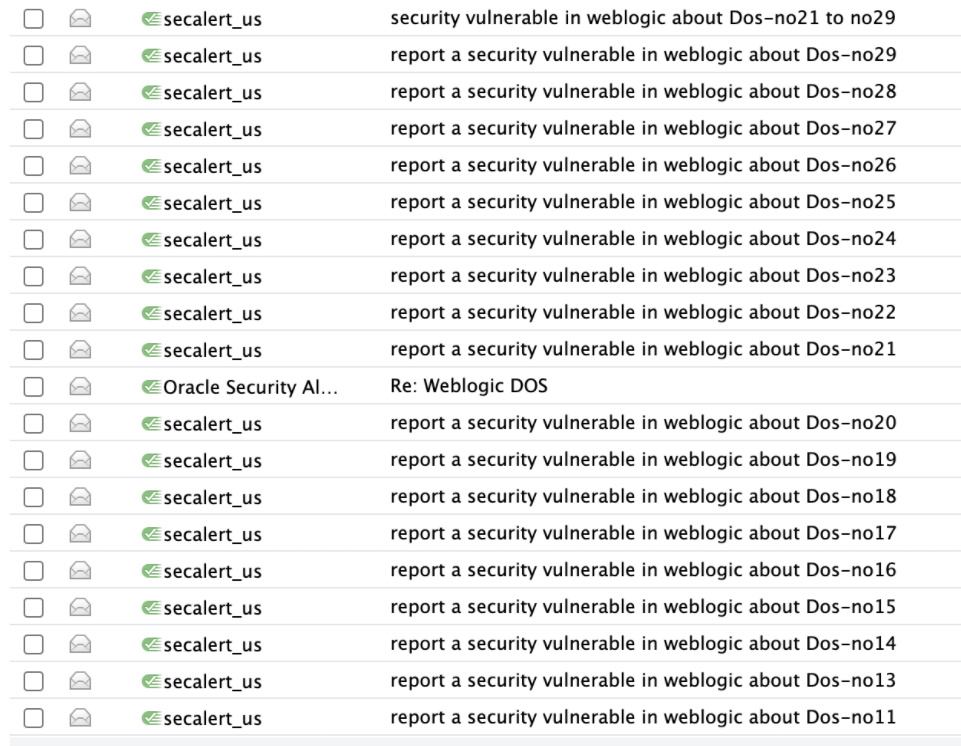 secalert_us security vulnerable in weblogic about Dos-no21 to no29
secalert_us report a security vulnerable in weblogic about Dos-no29
secalert_us report a security vulnerable in weblogic about Dos-no28
secalert_us report a security vulnerable in weblogic about Dos-no27
secalert_us report a security vulnerable in weblogic about Dos-no26
secalert_us report a security vulnerable in weblogic about Dos-no25
secalert_us report a security vulnerable in weblogic about Dos-no24
secalert_us report a security vulnerable in weblogic about Dos-no23
secalert_us report a security vulnerable in weblogic about Dos-no22
secalert_us report a security vulnerable in weblogic about Dos-no21
Oracle Security Al... Re: Weblogic DOS
secalert_us report a security vulnerable in weblogic about Dos-no20
secalert_us report a security vulnerable in weblogic about Dos-no19
secalert_us report a security vulnerable in weblogic about Dos-no18
secalert_us report a security vulnerable in weblogic about Dos-no17
secalert_us report a security vulnerable in weblogic about Dos-no16
secalert_us report a security vulnerable in weblogic about Dos-no15
secalert_us report a security vulnerable in weblogic about Dos-no14
secalert_us report a security vulnerable in weblogic about Dos-no13
secalert_us report a security vulnerable in weblogic about Dos-no11